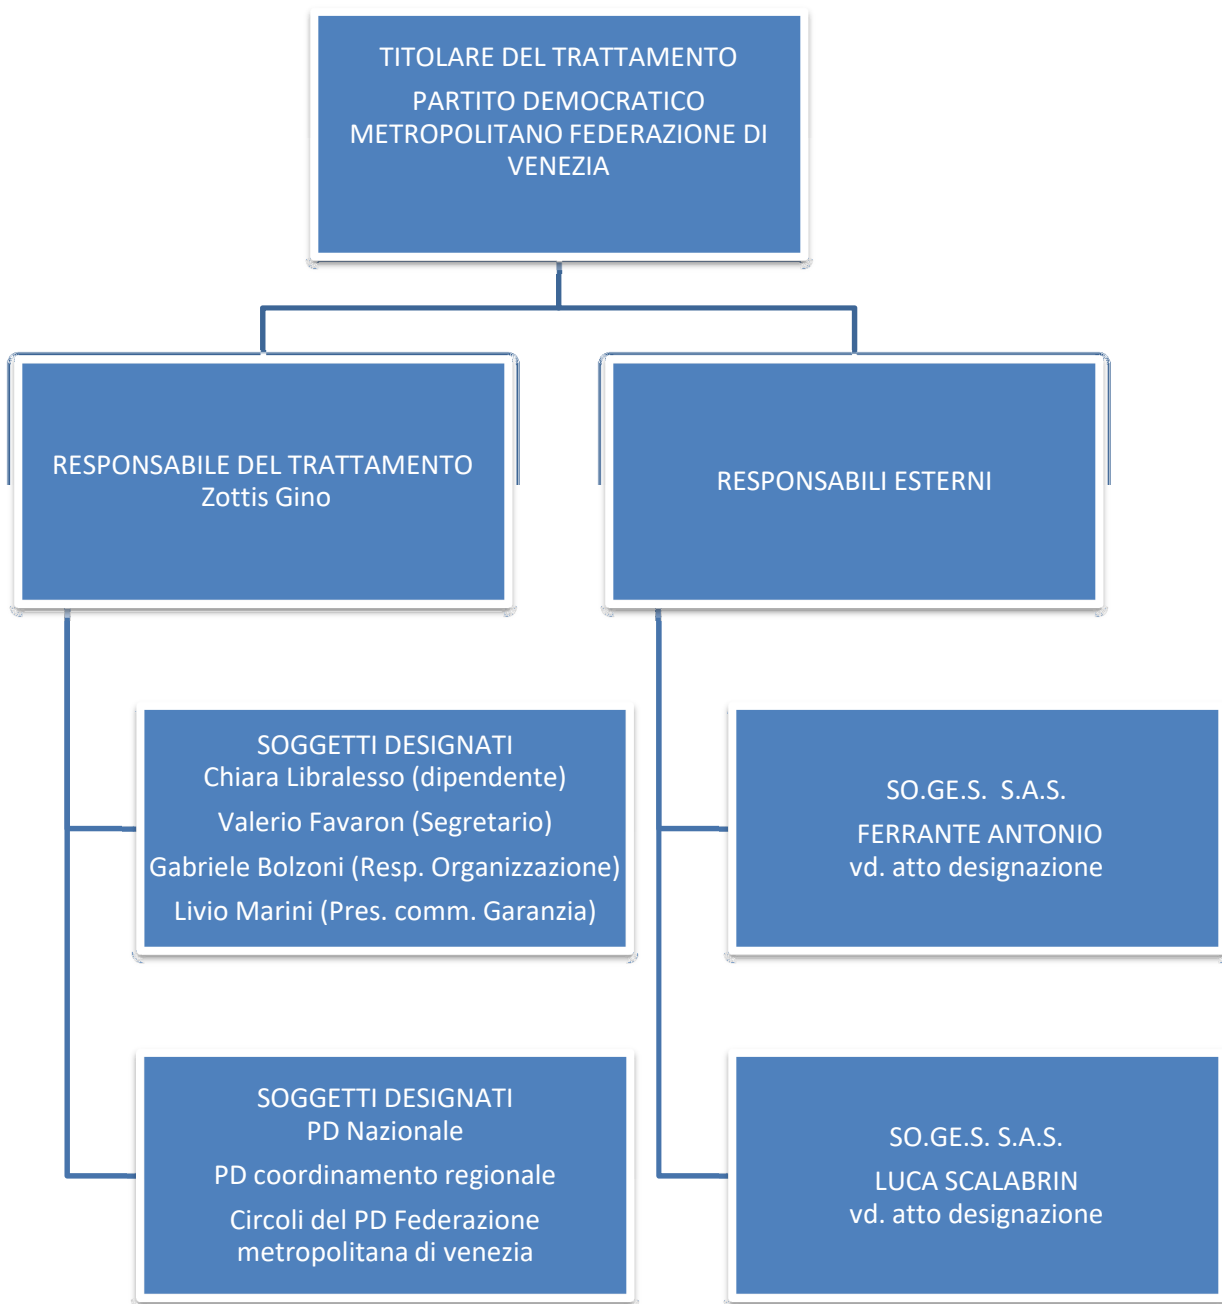 TITOLARE DEL TRATTAMENTO
PARTITO DEMOCRATICO
METROPOLITANO FEDERAZIONE DI
VENEZIA
RESPONSABILE DEL TRATTAMENTO
Zottis Gino
RESPONSABILI ESTERNI
SOGGETTI DESIGNATI
Chiara Libralesso (dipendente)
Valerio Favaron (Segretario)
Gabriele Bolzoni (Resp. Organizzazione)
Livio Marini (Pres. comm. Garanzia)
SO.GE.S. S.A.S.
FERRANTE ANTONIO
vd. atto designazione
SOGGETTI DESIGNATI
PD Nazionale
PD coordinamento regionale
Circoli del PD Federazione
metropolitana di venezia
SO.GE.S. S.A.S.
LUCA SCALABRIN
vd. atto designazione